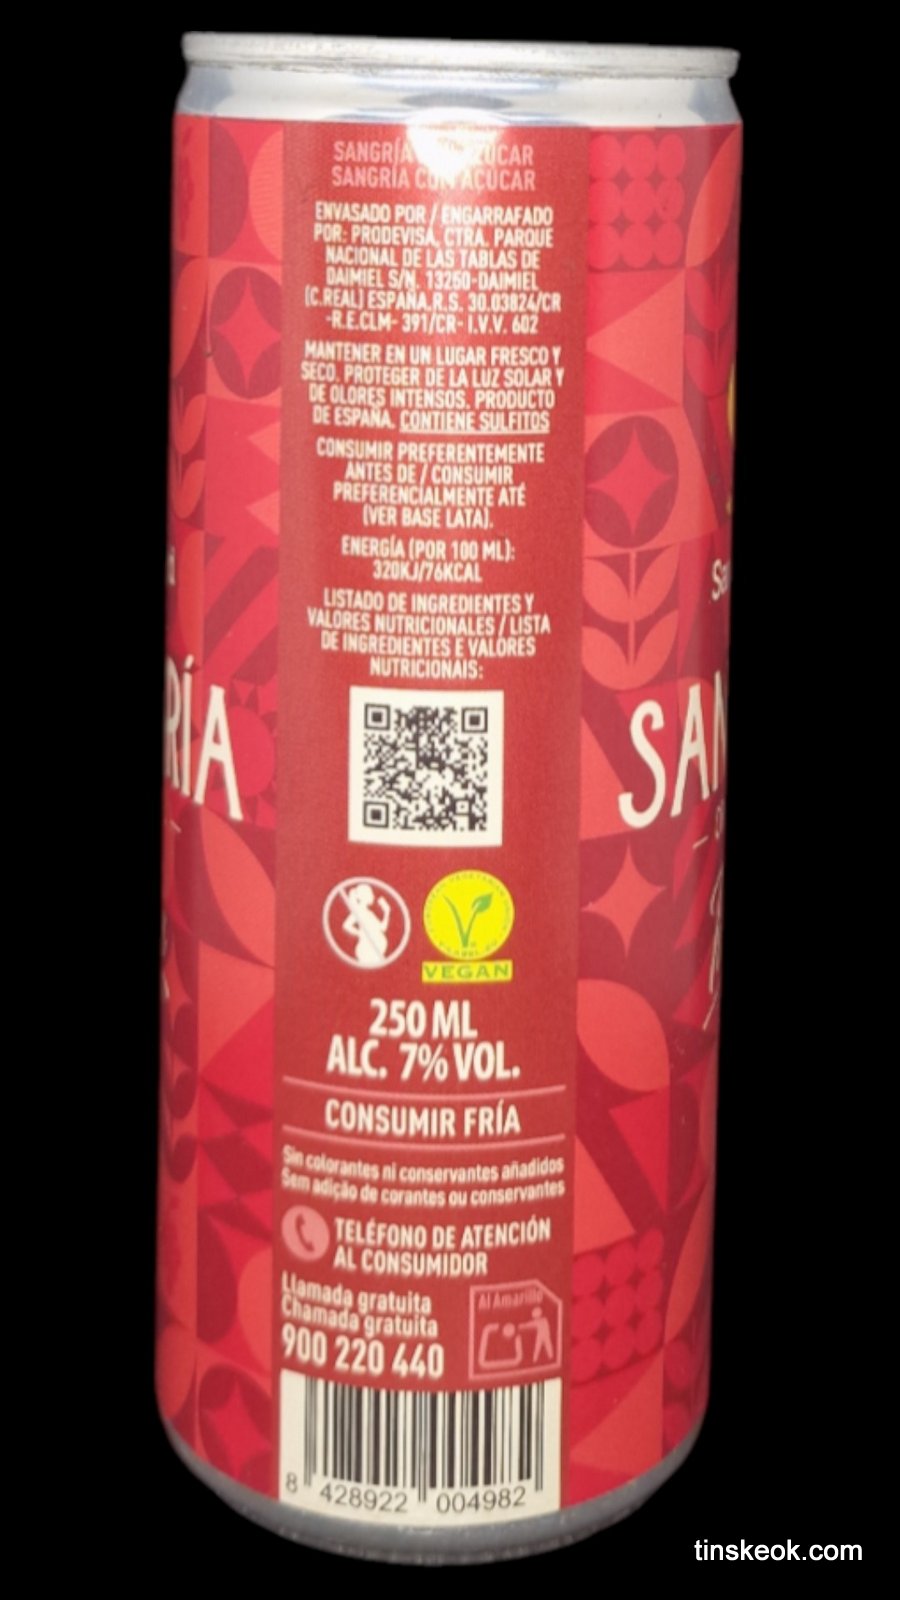 SANGRÍA CON AZÚCAR
SANGRÍA COM AÇÚCAR
ENVASADO POR / ENGARRAFADO
POR: PRODEVISA. CTRA. PARQUE
NACIONAL DE LAS TABLAS DE
DAIMIEL S/N. 13250-DAIMIEL
(C.REAL) ESPAÑA.R.S. 30.03824/CR
-R.E.CLM- 391/CR- I.V.V. 602
MANTENER EN UN LUGAR FRESCO Y
SECO. PROTEGER DE LA LUZ SOLAR Y
DE OLORES INTENSOS. PRODUCTO
DE ESPAÑA. CONTIENE SULFITOS
CONSUMIR PREFERENTEMENTE
ANTES DE / CONSUMIR
PREFERENCIALMENTE ATÉ
(VER BASE LATA).
ENERGÍA (POR 100 ML):
320KJ/76KCAL
LISTADO DE INGREDIENTES Y
VALORES NUTRICIONALES / LISTA
DE INGREDIENTES E VALORES
NUTRICIONAIS:
RÍA
SAN
VEGAN
250 ML
ALC. 7% VOL.
CONSUMIR FRÍA
Sin colorantes ni conservantes añadidos
Sem adição de corantes ou conservantes
TELÉFONO DE ATENCIÓN
AL CONSUMIDOR
Llamada gratuita
Chamada gratuita
900 220 440
Al Amarillo
8 428922 004982
tinskeok.com